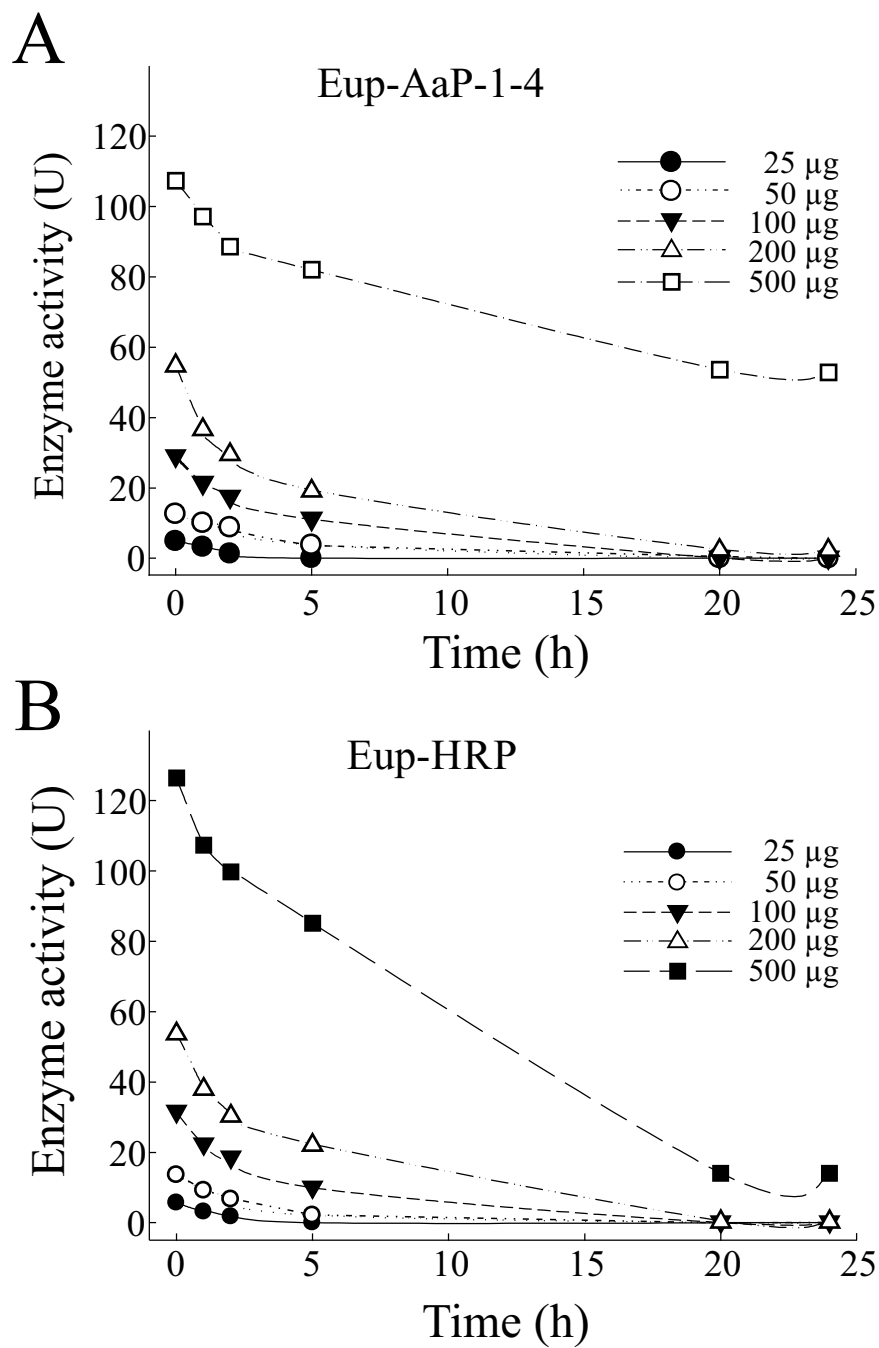 A
Eup-AaP-1-4
Enzyme activity (U)
120
100
80
60
40
20
0
25 µg
50 µg
100 µg
200 µg
500 µg
0 5 10 15 20 25
Time (h)
B
Eup-HRP
Enzyme activity (U)
120
100
80
60
40
20
0
25 µg
50 µg
100 µg
200 µg
500 µg
0 5 10 15 20 25
Time (h)